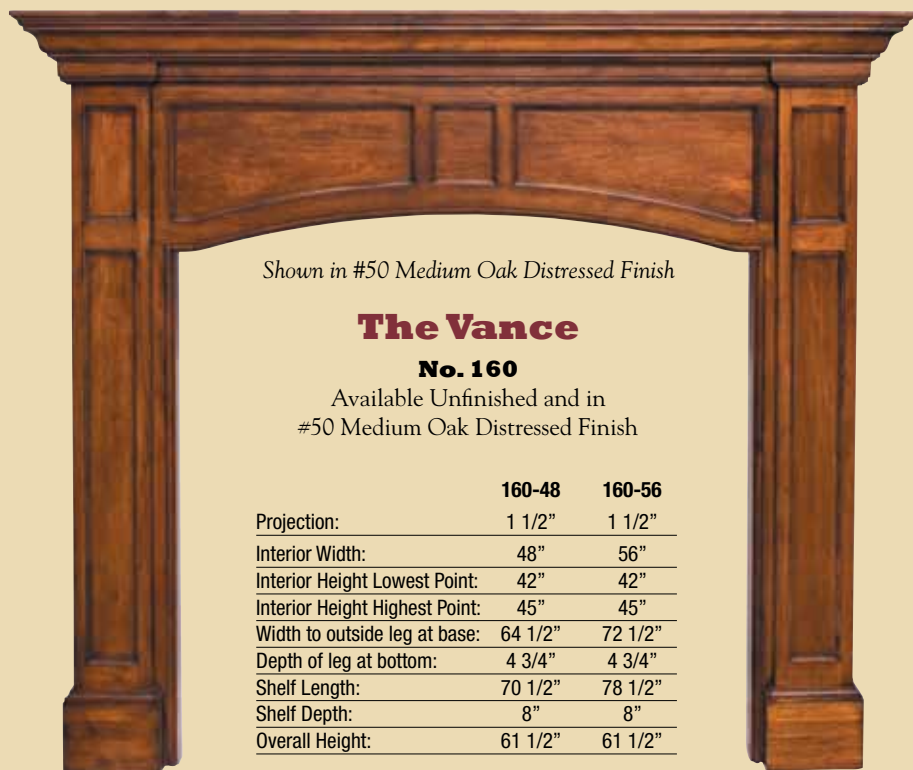 Shown in #50 Medium Oak Distressed Finish
The Vance
No. 160
Available Unfinished and in
#50 Medium Oak Distressed Finish
160-48 160-56
Projection: 1 1/2” 1 1/2”
Interior Width: 48” 56”
Interior Height Lowest Point: 42” 42”
Interior Height Highest Point: 45” 45”
Width to outside leg at base: 64 1/2” 72 1/2”
Depth of leg at bottom: 4 3/4” 4 3/4”
Shelf Length: 70 1/2” 78 1/2”
Shelf Depth: 8” 8”
Overall Height: 61 1/2” 61 1/2”